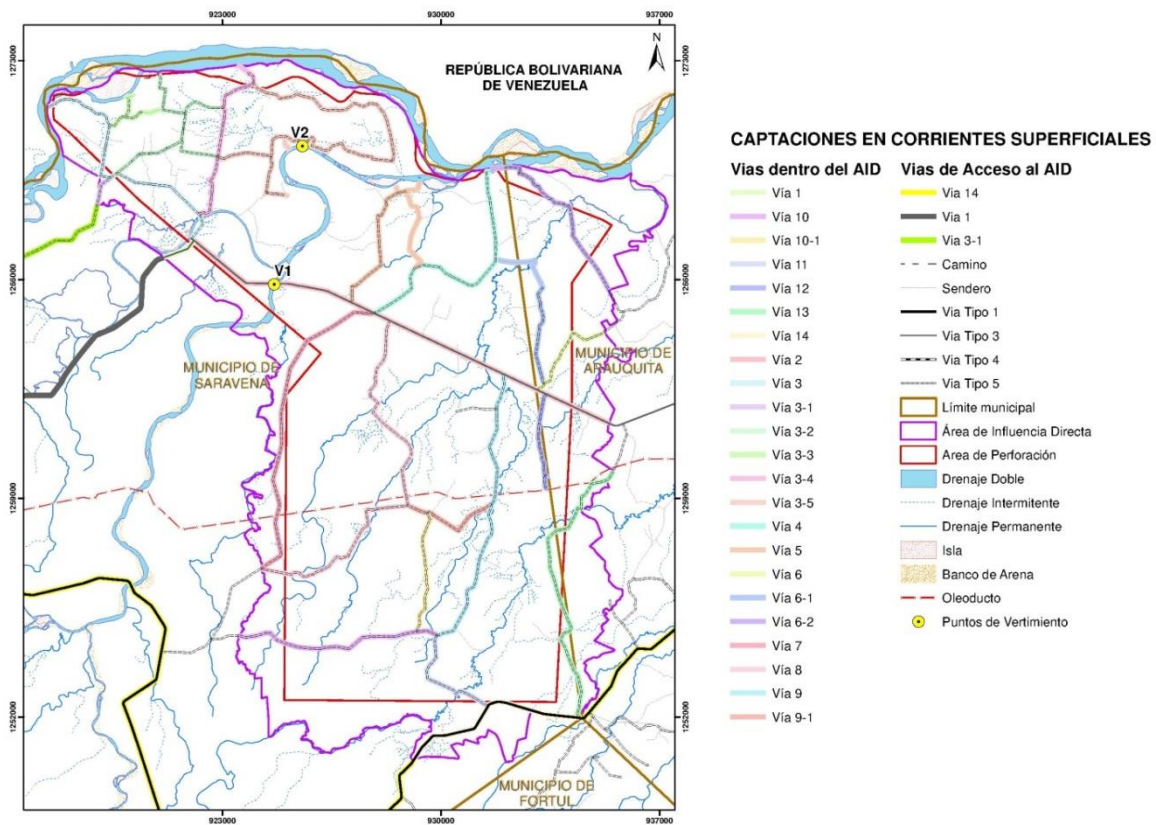 923000
930000
937000
1273000
1273000
N
REPÚBLICA BOLIVARIANA
DE VENEZUELA
V2
V1
1266000
1266000
MUNICIPIO DE
SARAVENA
MUNICIPIO DE
ARAUQUITA
1259000
1259000
1252000
1252000
MUNICIPIO DE
FORTUL
923000
930000
937000
CAPTACIONES EN CORRIENTES SUPERFICIALES
Vias dentro del AID
Vía 1
Vía 10
Vía 10-1
Vía 11
Vía 12
Vía 13
Vía 14
Vía 2
Vía 3
Vía 3-1
Vía 3-2
Vía 3-3
Vía 3-4
Vía 3-5
Vía 4
Vía 5
Vía 6
Vía 6-1
Vía 6-2
Vía 7
Vía 8
Vía 9
Vía 9-1
Vias de Acceso al AID
Via 14
Via 1
Via 3-1
Camino
Sendero
Via Tipo 1
Via Tipo 3
Via Tipo 4
Via Tipo 5
Límite municipal
Área de Influencia Directa
Area de Perforación
Drenaje Doble
Drenaje Intermitente
Drenaje Permanente
Isla
Banco de Arena
Oleoducto
Puntos de Vertimiento